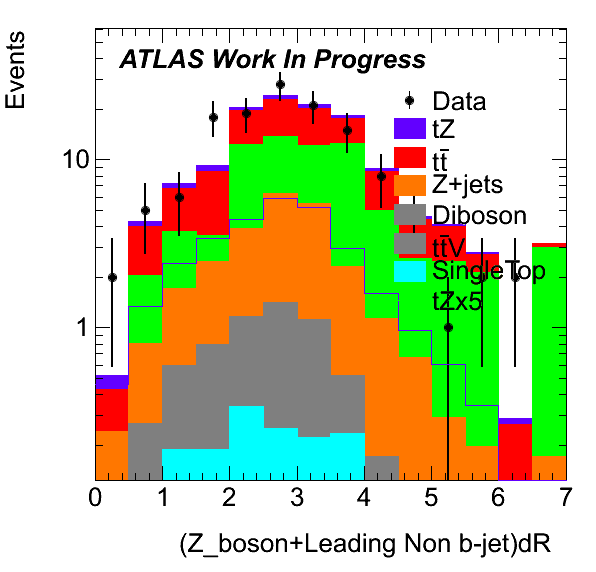 Events
ATLAS Work In Progress
Data
tZ
tt̄
Z+jets
Diboson
tt̄V
SingleTop
tZx5
10
1
0 1 2 3 4 5 6 7
(Z_boson+Leading Non b-jet)dR